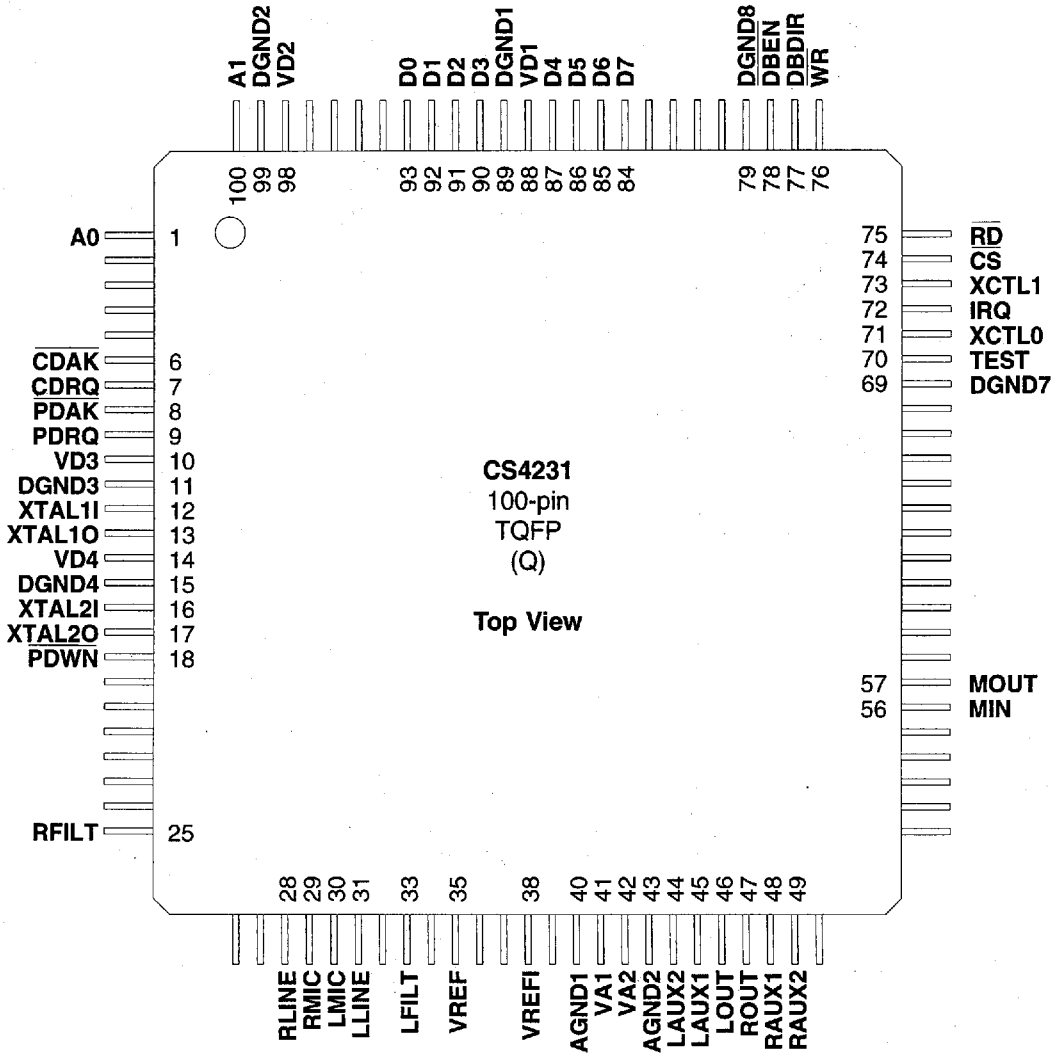 A1
DGND2
VD2
D0
D1
D2
D3
DGND1
VD1
D4
D5
D6
D7
DGND8
DBEN
DBDIR
WR
100
99
98
93
92
91
90
89
88
87
86
85
84
79
78
77
76
A0 1
CDAK 6
CDRQ 7
PDAK 8
PDRQ 9
VD3 10
DGND3 11
XTAL1I 12
XTAL1O 13
VD4 14
DGND4 15
XTAL2I 16
XTAL2O 17
PDWN 18
RFILT 25
CS4231
100-pin
TQFP
(Q)
Top View
75 RD
74 CS
73 XCTL1
72 IRQ
71 XCTL0
70 TEST
69 DGND7
57 MOUT
56 MIN
28
29
30
31
33
35
38
40
41
42
43
44
45
46
47
48
49
RLINE
RMIC
LMIC
LLINE
LFILT
VREF
VREFI
AGND1
VA1
VA2
AGND2
LAUX2
LAUX1
LOUT
ROUT
RAUX1
RAUX2